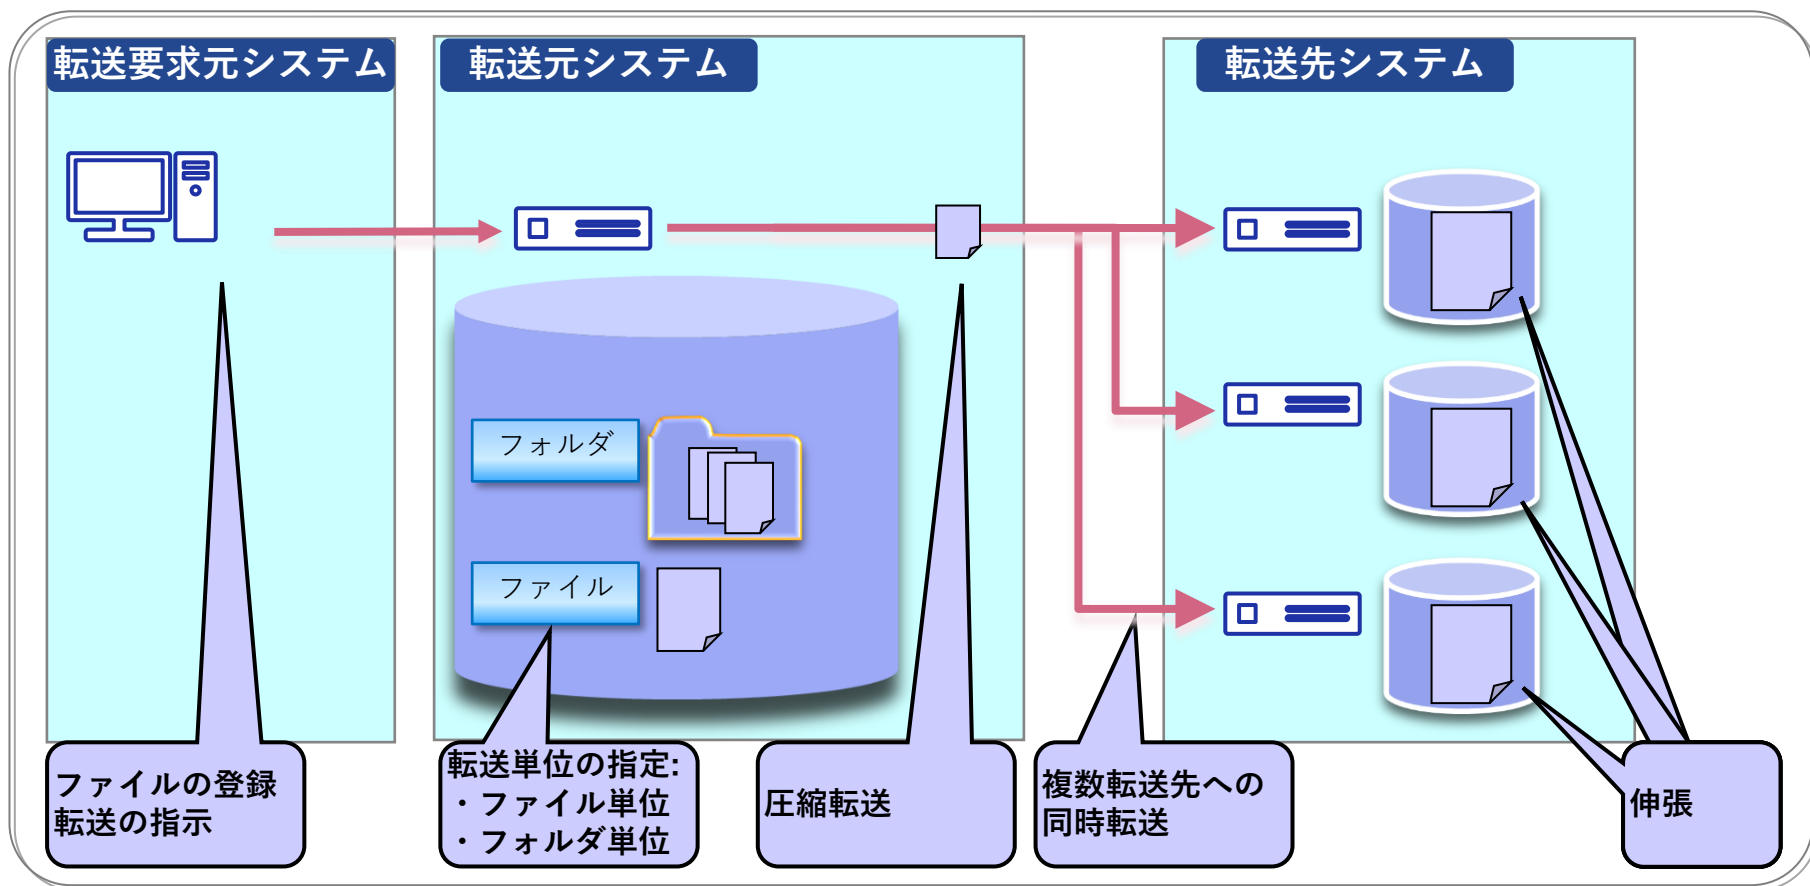 転送要求元システム
転送元システム
転送先システム
フォルダ
ファイル
ファイルの登録
転送の指示
転送単位の指定:
・ファイル単位
・フォルダ単位
圧縮転送
複数転送先への
同時転送
伸張